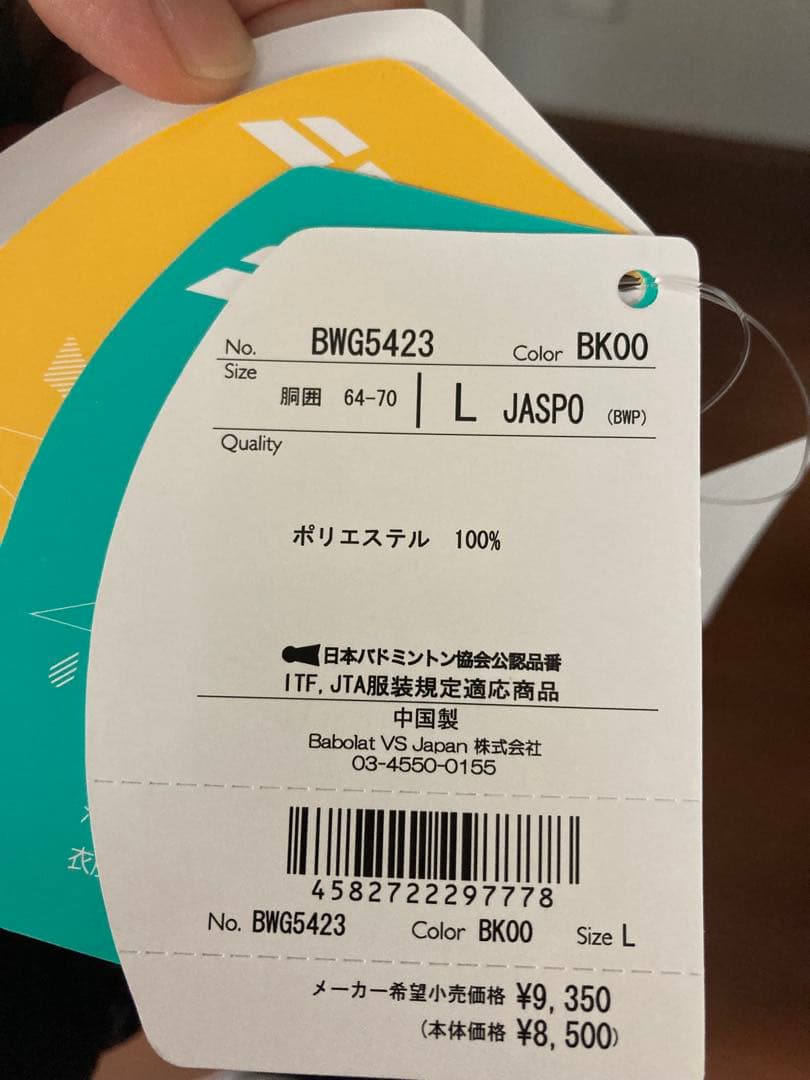 No. BWG5423 Color BK00
Size
胴囲 64-70 L JASPO (BWP)
Quality
ポリエステル 100%
日本バドミントン協会公認品番
ITF,JTA服装規定適応商品
中国製
Babolat VS Japan 株式会社
03-4550-0155
4582722297778
No. BWG5423 Color BK00 Size L
メーカー希望小売価格 ¥9,350
(本体価格 ¥8,500)